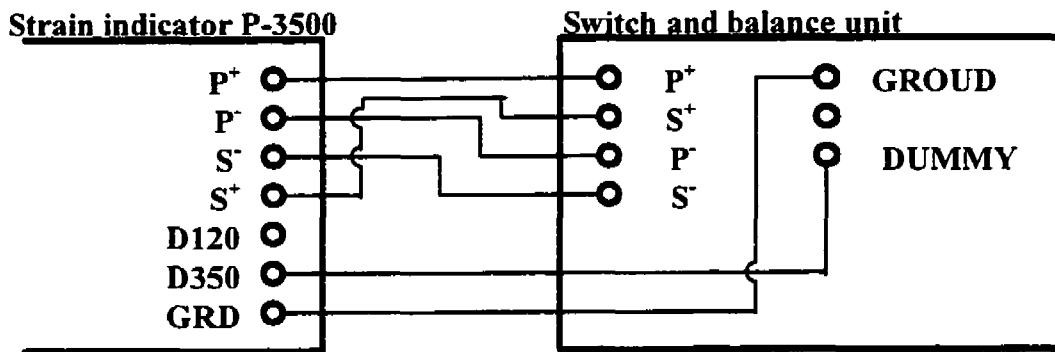 Strain indicator P-3500
P⁺
P⁻
S⁻
S⁺
D120
D350
GRD
Switch and balance unit
P⁺
S⁺
P⁻
S⁻
GROUD
DUMMY